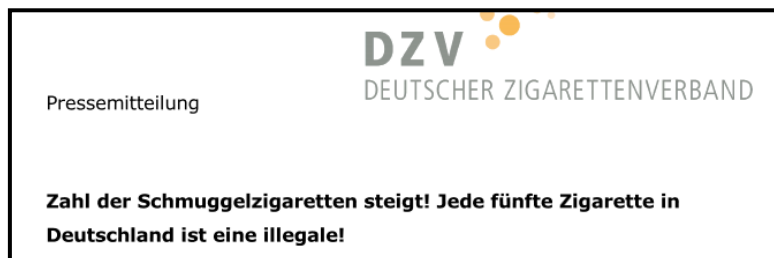 DZV
DEUTSCHER ZIGARETTENVERBAND
Pressemitteilung
Zahl der Schmuggelzigaretten steigt! Jede fünfte Zigarette in
Deutschland ist eine illegale!